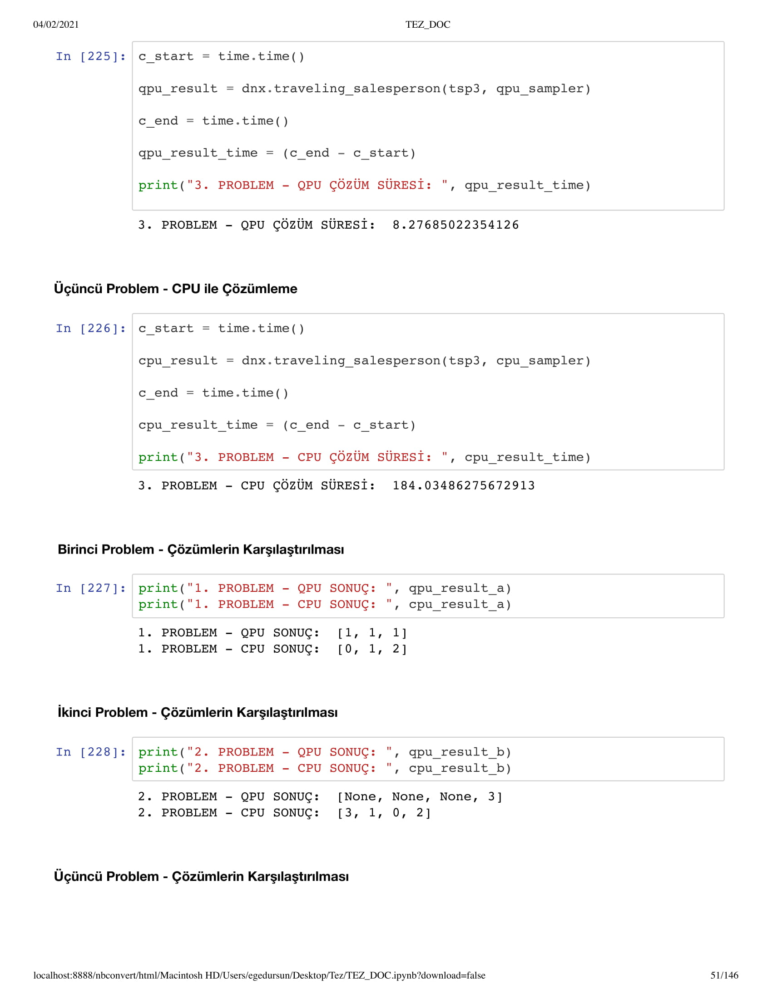 04/02/2021 TEZ_DOC
In [225]: c_start = time.time()
qpu_result = dnx.traveling_salesperson(tsp3, qpu_sampler)
c_end = time.time()
qpu_result_time = (c_end - c_start)
print("3. PROBLEM - QPU ÇÖZÜM SÜRESİ: ", qpu_result_time)
3. PROBLEM - QPU ÇÖZÜM SÜRESİ:  8.27685022354126
Üçüncü Problem - CPU ile Çözümleme
In [226]: c_start = time.time()
cpu_result = dnx.traveling_salesperson(tsp3, cpu_sampler)
c_end = time.time()
cpu_result_time = (c_end - c_start)
print("3. PROBLEM - CPU ÇÖZÜM SÜRESİ: ", cpu_result_time)
3. PROBLEM - CPU ÇÖZÜM SÜRESİ:  184.03486275672913
Birinci Problem - Çözümlerin Karşılaştırılması
In [227]: print("1. PROBLEM - QPU SONUÇ: ", qpu_result_a)
print("1. PROBLEM - CPU SONUÇ: ", cpu_result_a)
1. PROBLEM - QPU SONUÇ:  [1, 1, 1]
1. PROBLEM - CPU SONUÇ:  [0, 1, 2]
İkinci Problem - Çözümlerin Karşılaştırılması
In [228]: print("2. PROBLEM - QPU SONUÇ: ", qpu_result_b)
print("2. PROBLEM - CPU SONUÇ: ", cpu_result_b)
2. PROBLEM - QPU SONUÇ:  [None, None, None, 3]
2. PROBLEM - CPU SONUÇ:  [3, 1, 0, 2]
Üçüncü Problem - Çözümlerin Karşılaştırılması
localhost:8888/nbconvert/html/Macintosh HD/Users/egedursun/Desktop/Tez/TEZ_DOC.ipynb?download=false 51/146